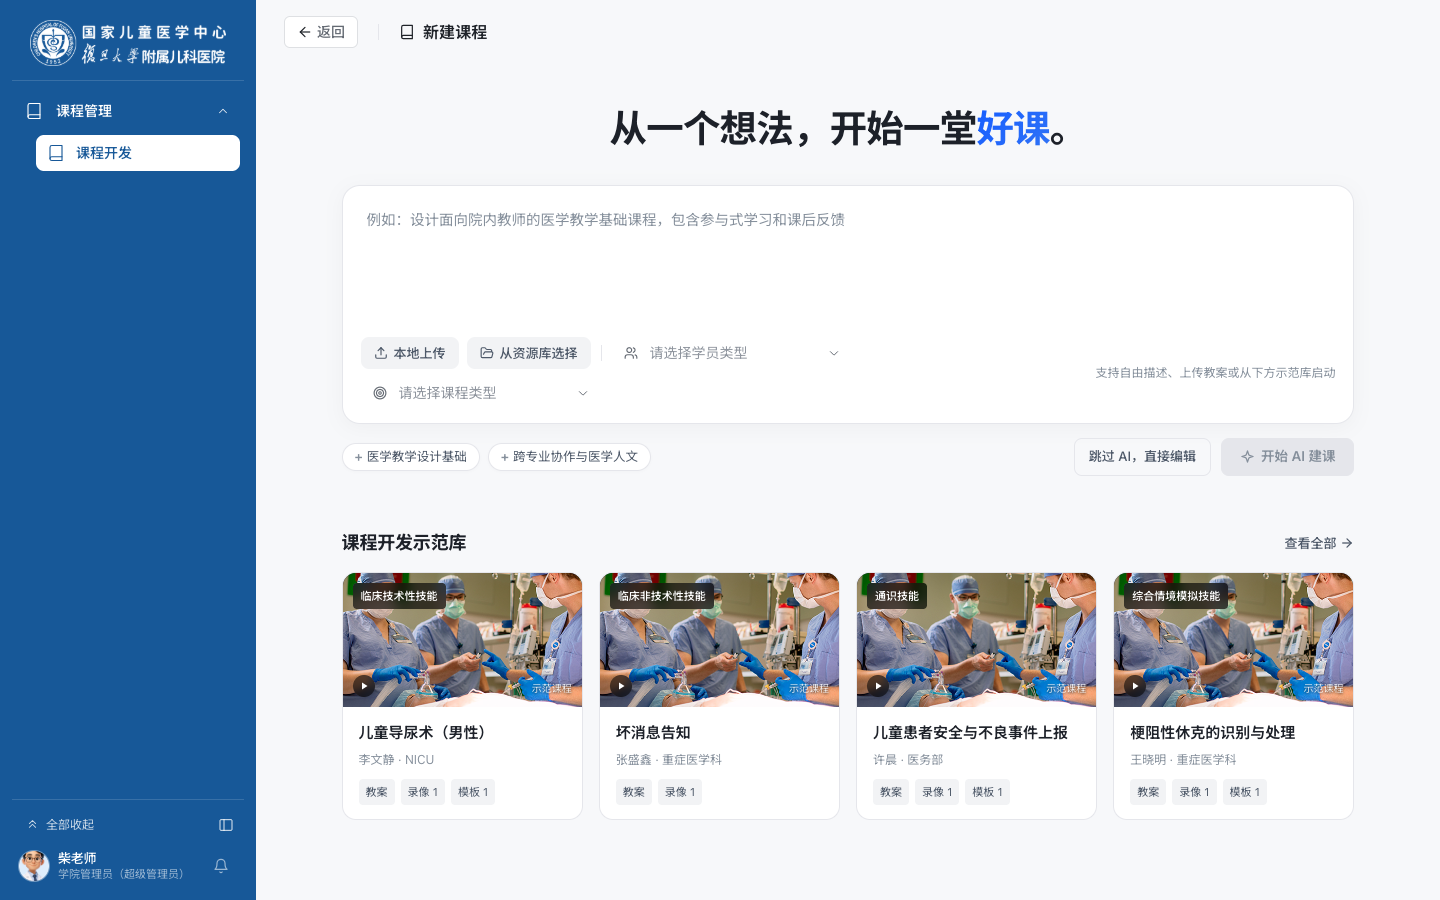 国家儿童医学中心
復旦大学附属儿科医院
1952
课程管理
课程开发
全部收起
柴老师
学院管理员（超级管理员）
返回
新建课程
从一个想法，开始一堂好课。
例如：设计面向院内教师的医学教学基础课程，包含参与式学习和课后反馈
本地上传
从资源库选择
请选择学员类型
请选择课程类型
支持自由描述、上传教案或从下方示范库启动
+ 医学教学设计基础
+ 跨专业协作与医学人文
跳过 AI，直接编辑
开始 AI 建课
课程开发示范库
查看全部
临床技术性技能
示范课程
儿童导尿术（男性）
李文静 · NICU
教案 录像 1 模板 1
临床非技术性技能
示范课程
坏消息告知
张盛鑫 · 重症医学科
教案 录像 1
通识技能
示范课程
儿童患者安全与不良事件上报
许晨 · 医务部
教案 录像 1 模板 1
综合情境模拟技能
示范课程
梗阻性休克的识别与处理
王晓明 · 重症医学科
教案 录像 1 模板 1